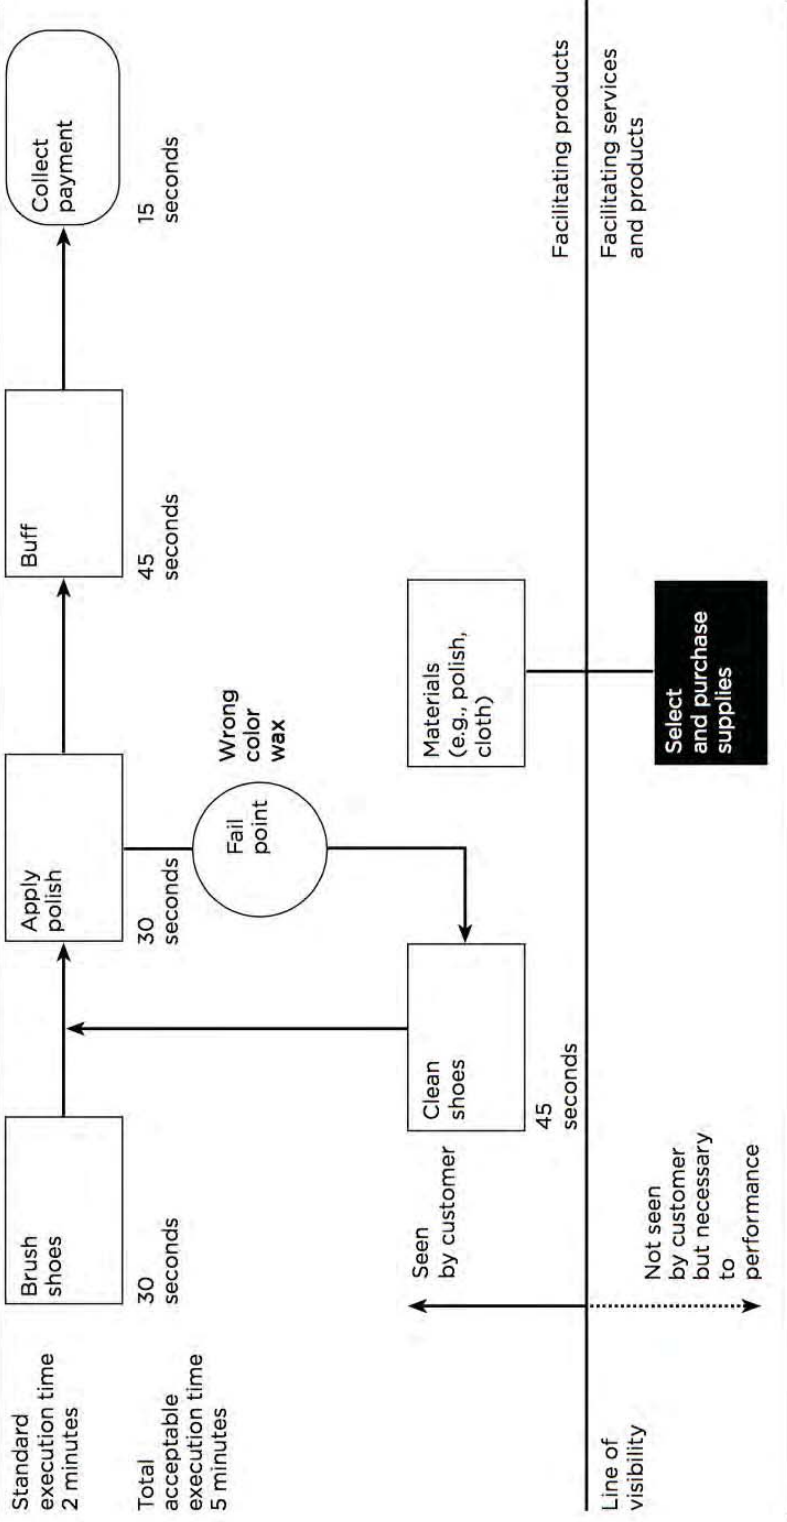 Standard
execution time
2 minutes
Total
acceptable
execution time
5 minutes
Brush
shoes
30
seconds
Apply
polish
30
seconds
Buff
45
seconds
Collect
payment
15
seconds
Fail
point
Wrong
color
wax
Clean
shoes
45
seconds
Materials
(e.g., polish,
cloth)
Seen
by customer
Facilitating products
Line of
visibility
Not seen
by customer
but necessary
to
performance
Select
and purchase
supplies
Facilitating services
and products